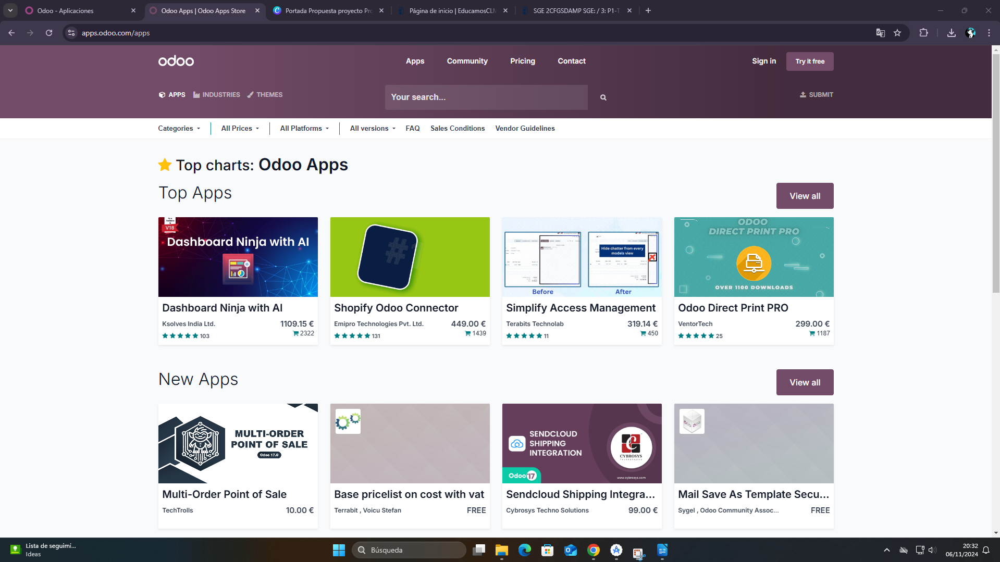 Odoo - Aplicaciones
Odoo Apps | Odoo Apps Store
Portada Propuesta proyecto Pro
Página de inicio | EducamosCLM
SGE 2CFGSDAMP SGE: / 3: P1-T
apps.odoo.com/apps
odoo
Apps Community Pricing Contact
Sign in Try it free
APPS INDUSTRIES THEMES
Your search...
SUBMIT
Categories All Prices All Platforms All versions FAQ Sales Conditions Vendor Guidelines
Top charts: Odoo Apps
Top Apps
View all
V18
Dashboard Ninja with AI
Dashboard Ninja with AI
Ksolves India Ltd. 1109.15 €
103 2322
#
Shopify Odoo Connector
Emipro Technologies Pvt. Ltd. 449.00 €
131 1439
Hide chatter from every
models view
Before After
Simplify Access Management
Terabits Technolab 319.14 €
11 450
ODOO
DIRECT PRINT PRO
OVER 1100 DOWNLOADS
Odoo Direct Print PRO
VentorTech 299.00 €
25 1187
New Apps
View all
MULTI-ORDER
POINT OF SALE
Odoo 17.0
Multi-Order Point of Sale
TechTrolls 10.00 €
Base pricelist on cost with vat
Terrabit , Voicu Stefan FREE
SENDCLOUD
SHIPPING
INTEGRATION
CYBROSYS
Technologies
Odoo 17
www.cybrosys.com
Sendcloud Shipping Integra...
Cybrosys Techno Solutions 99.00 €
Mail Save As Template Secu...
Sygel , Odoo Community Assoc... FREE
Lista de seguimi...
Ideas
Búsqueda
20:32
06/11/2024